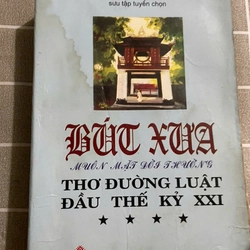 sưu tập tuyển chọn
BÚT XƯA
MUÔN MẶT ĐỜI THƯỜNG
THƠ ĐƯỜNG LUẬT
ĐẦU THẾ KỶ XXI